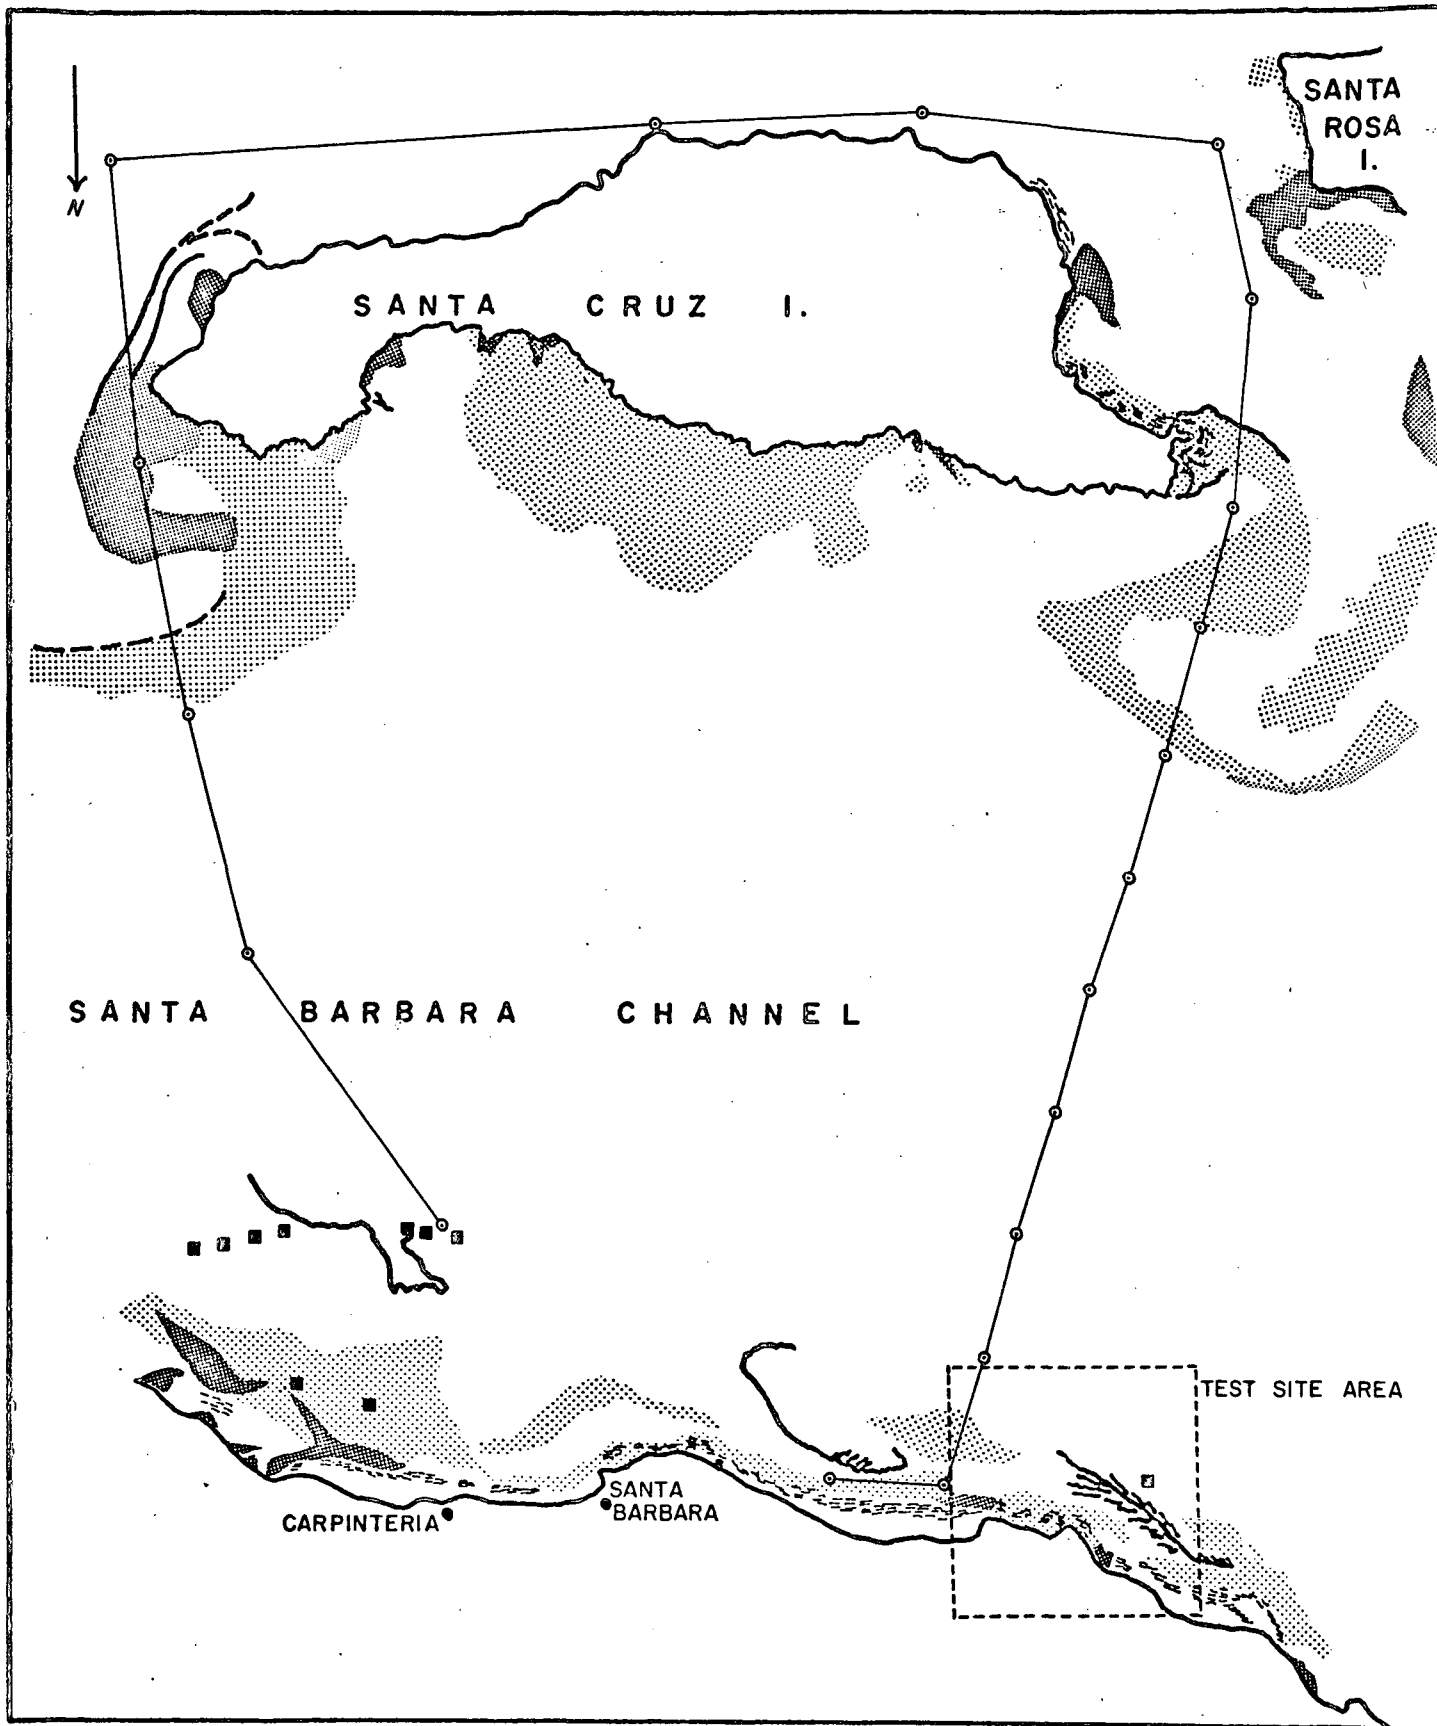 SANTA
ROSA
I.
N
SANTA CRUZ I.
SANTA BARBARA CHANNEL
TEST SITE AREA
SANTA
BARBARA
CARPINTERIA